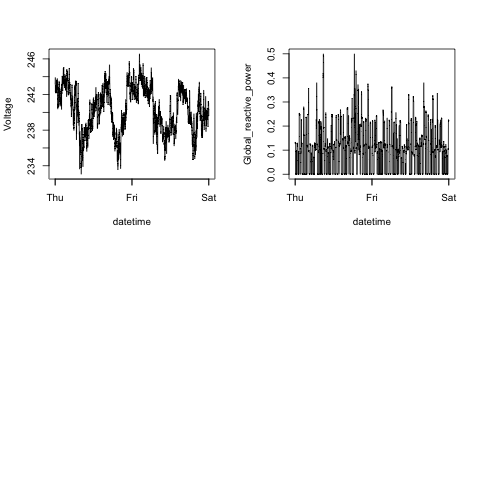 Voltage
246
242
238
234
Thu
Fri
Sat
datetime
Global_reactive_power
0.5
0.4
0.3
0.2
0.1
0.0
Thu
Fri
Sat
datetime